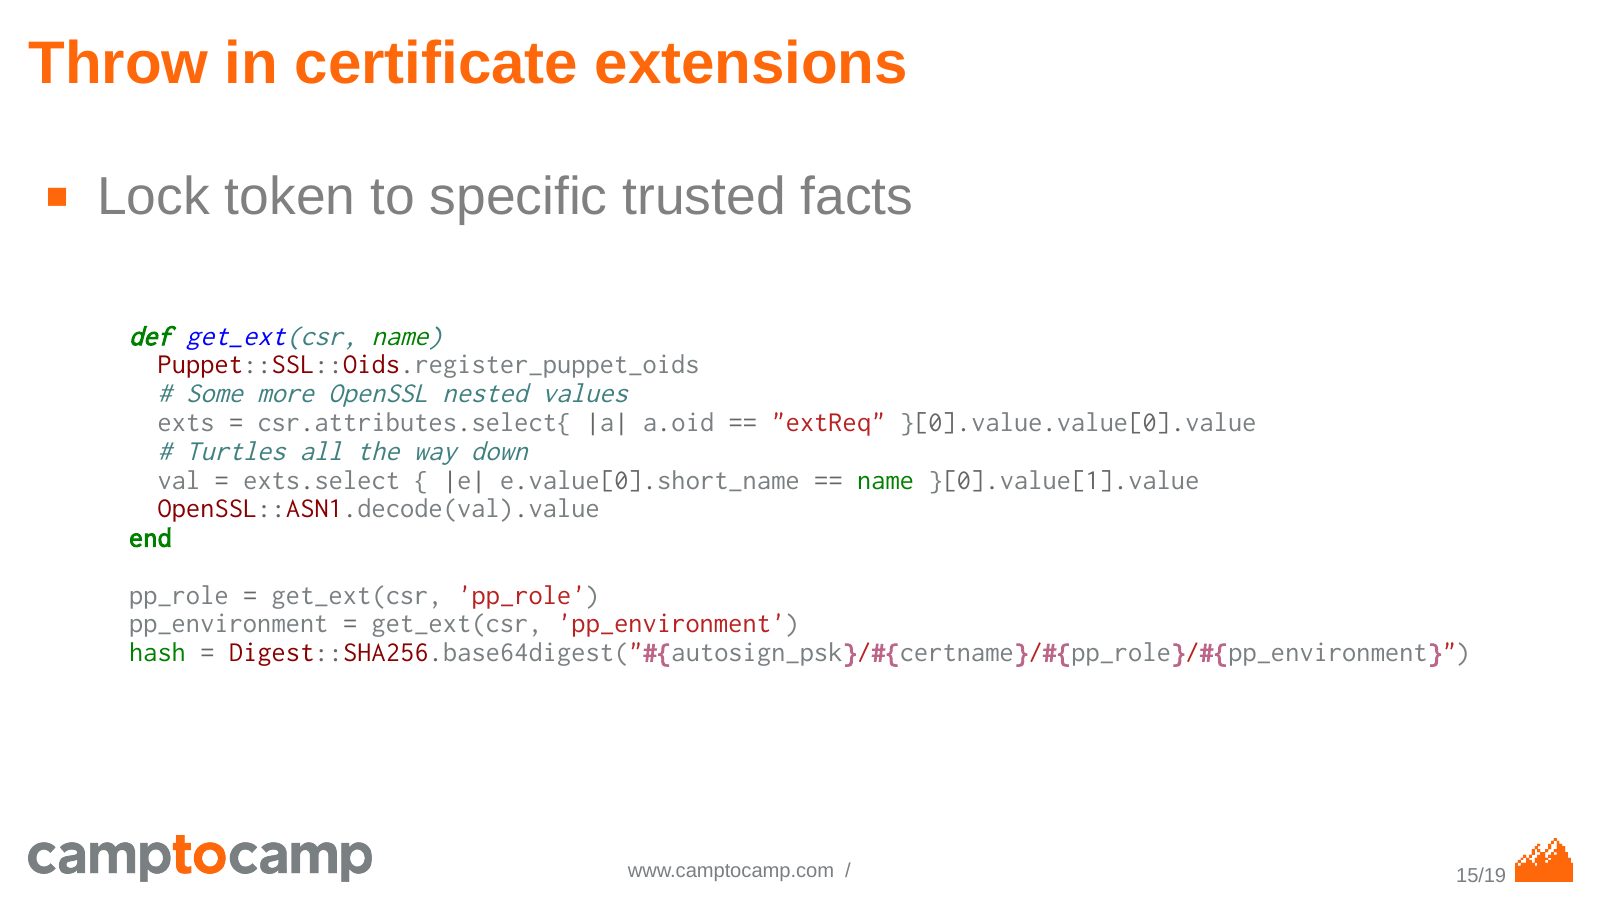 Throw in certificate extensions
Lock token to specific trusted facts
def get_ext(csr, name)
  Puppet::SSL::Oids.register_puppet_oids
  # Some more OpenSSL nested values
  exts = csr.attributes.select{ |a| a.oid == "extReq" }[0].value.value[0].value
  # Turtles all the way down
  val = exts.select { |e| e.value[0].short_name == name }[0].value[1].value
  OpenSSL::ASN1.decode(val).value
end
pp_role = get_ext(csr, 'pp_role')
pp_environment = get_ext(csr, 'pp_environment')
hash = Digest::SHA256.base64digest("#{autosign_psk}/#{certname}/#{pp_role}/#{pp_environment}")
camptocamp
www.camptocamp.com /
15/19